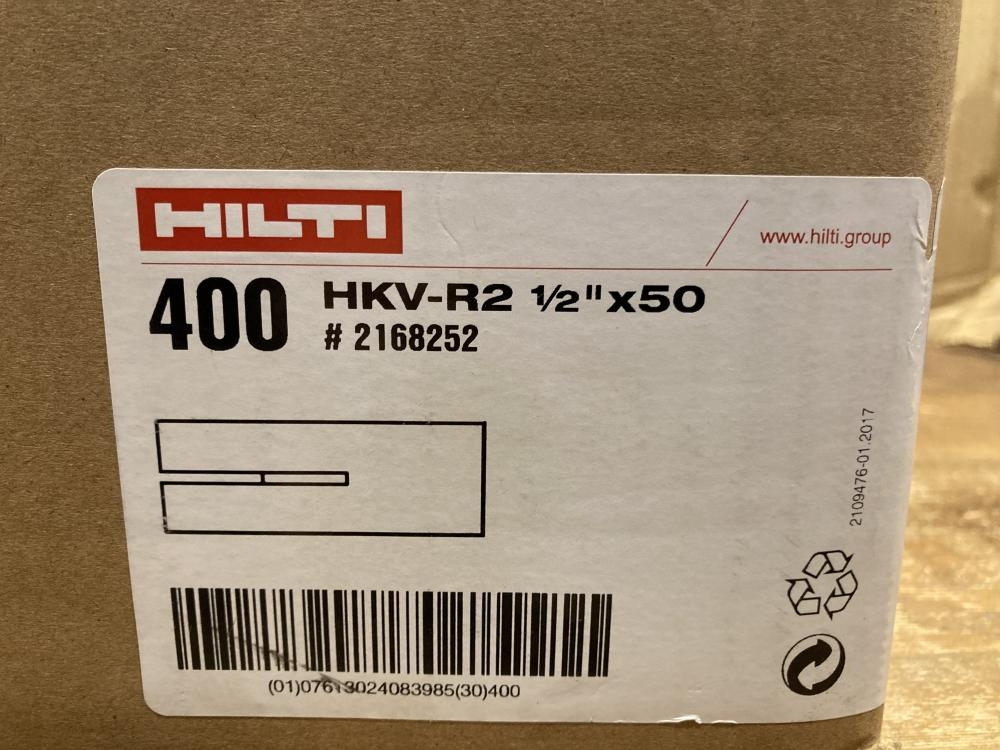 HILTI
www.hilti.group
400
HKV-R2 ½"x50
# 2168252
2109476-01.2017
(01)07613024083985(30)400